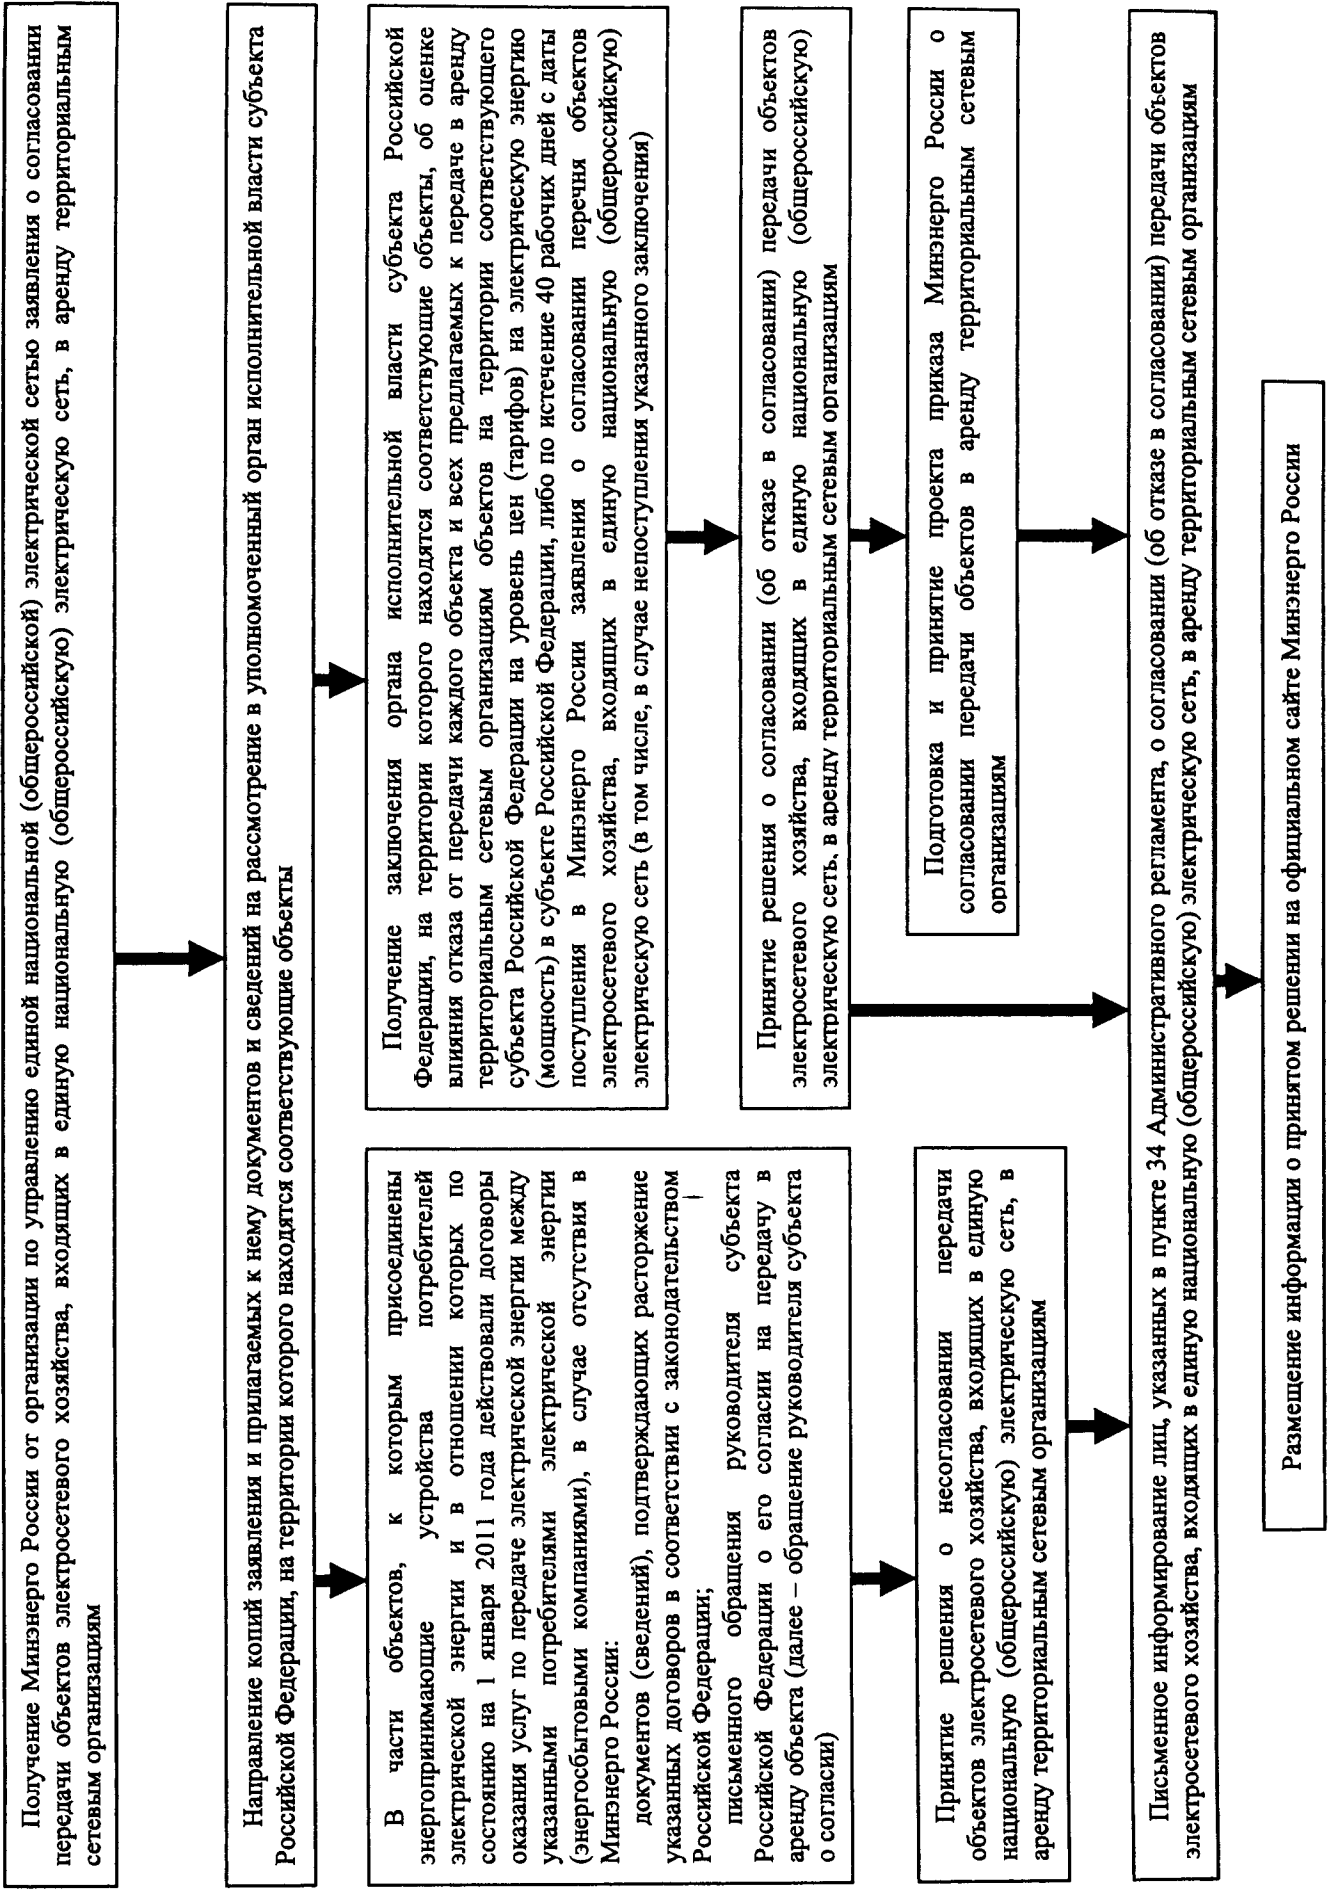 Получение Минэнерго России от организации по управлению единой национальной (общероссийской) электрической сетью заявления о согласовании
передачи объектов электросетевого хозяйства, входящих в единую национальную (общероссийскую) электрическую сеть, в аренду территориальным
сетевым организациям
Направление копий заявления и прилагаемых к нему документов и сведений на рассмотрение в уполномоченный орган исполнительной власти субъекта
Российской Федерации, на территории которого находятся соответствующие объекты
В части объектов, к которым присоединены
энергопринимающие устройства потребителей
электрической энергии и в отношении которых по
состоянию на 1 января 2011 года действовали договоры
оказания услуг по передаче электрической энергии между
указанными потребителями электрической энергии
(энергосбытовыми компаниями), в случае отсутствия в
Минэнерго России:
документов (сведений), подтверждающих расторжение
указанных договоров в соответствии с законодательством
Российской Федерации;
письменного обращения руководителя субъекта
Российской Федерации о его согласии на передачу в
аренду объекта (далее – обращение руководителя субъекта
о согласии)
Получение заключения органа исполнительной власти субъекта Российской
Федерации, на территории которого находятся соответствующие объекты, об оценке
влияния отказа от передачи каждого объекта и всех предлагаемых к передаче в аренду
территориальным сетевым организациям объектов на территории соответствующего
субъекта Российской Федерации на уровень цен (тарифов) на электрическую энергию
(мощность) в субъекте Российской Федерации, либо по истечение 40 рабочих дней с даты
поступления в Минэнерго России заявления о согласовании перечня объектов
электросетевого хозяйства, входящих в единую национальную (общероссийскую)
электрическую сеть (в том числе, в случае непоступления указанного заключения)
Принятие решения о согласовании (об отказе в согласовании) передачи объектов
электросетевого хозяйства, входящих в единую национальную (общероссийскую)
электрическую сеть, в аренду территориальным сетевым организациям
Принятие решения о несогласовании передачи
объектов электросетевого хозяйства, входящих в единую
национальную (общероссийскую) электрическую сеть, в
аренду территориальным сетевым организациям
Подготовка и принятие проекта приказа Минэнерго России о
согласовании передачи объектов в аренду территориальным сетевым
организациям
Письменное информирование лиц, указанных в пункте 34 Административного регламента, о согласовании (об отказе в согласовании) передачи объектов
электросетевого хозяйства, входящих в единую национальную (общероссийскую) электрическую сеть, в аренду территориальным сетевым организациям
Размещение информации о принятом решении на официальном сайте Минэнерго России